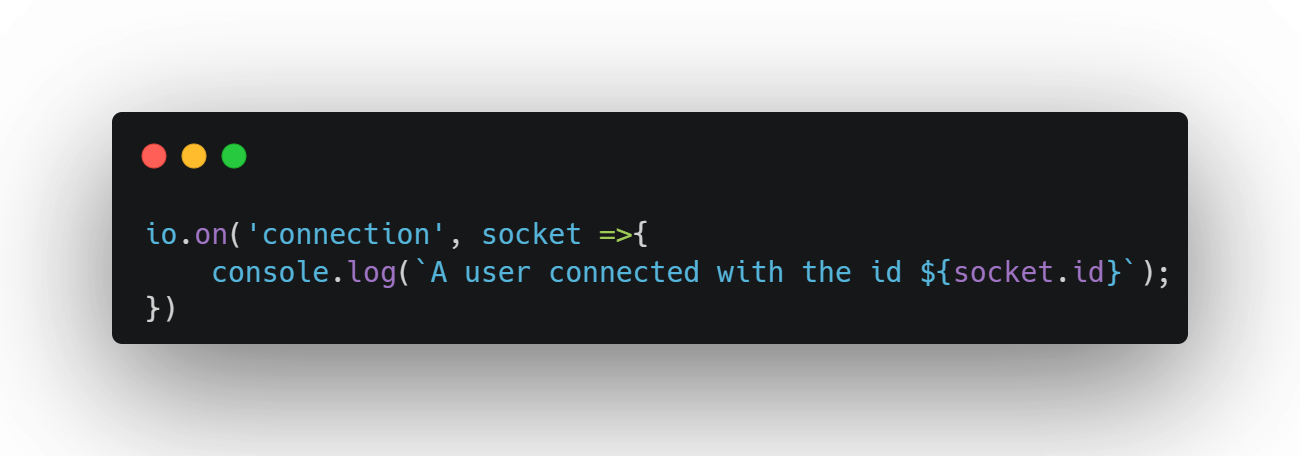 io.on('connection', socket =>{
    console.log(`A user connected with the id ${socket.id}`);
})